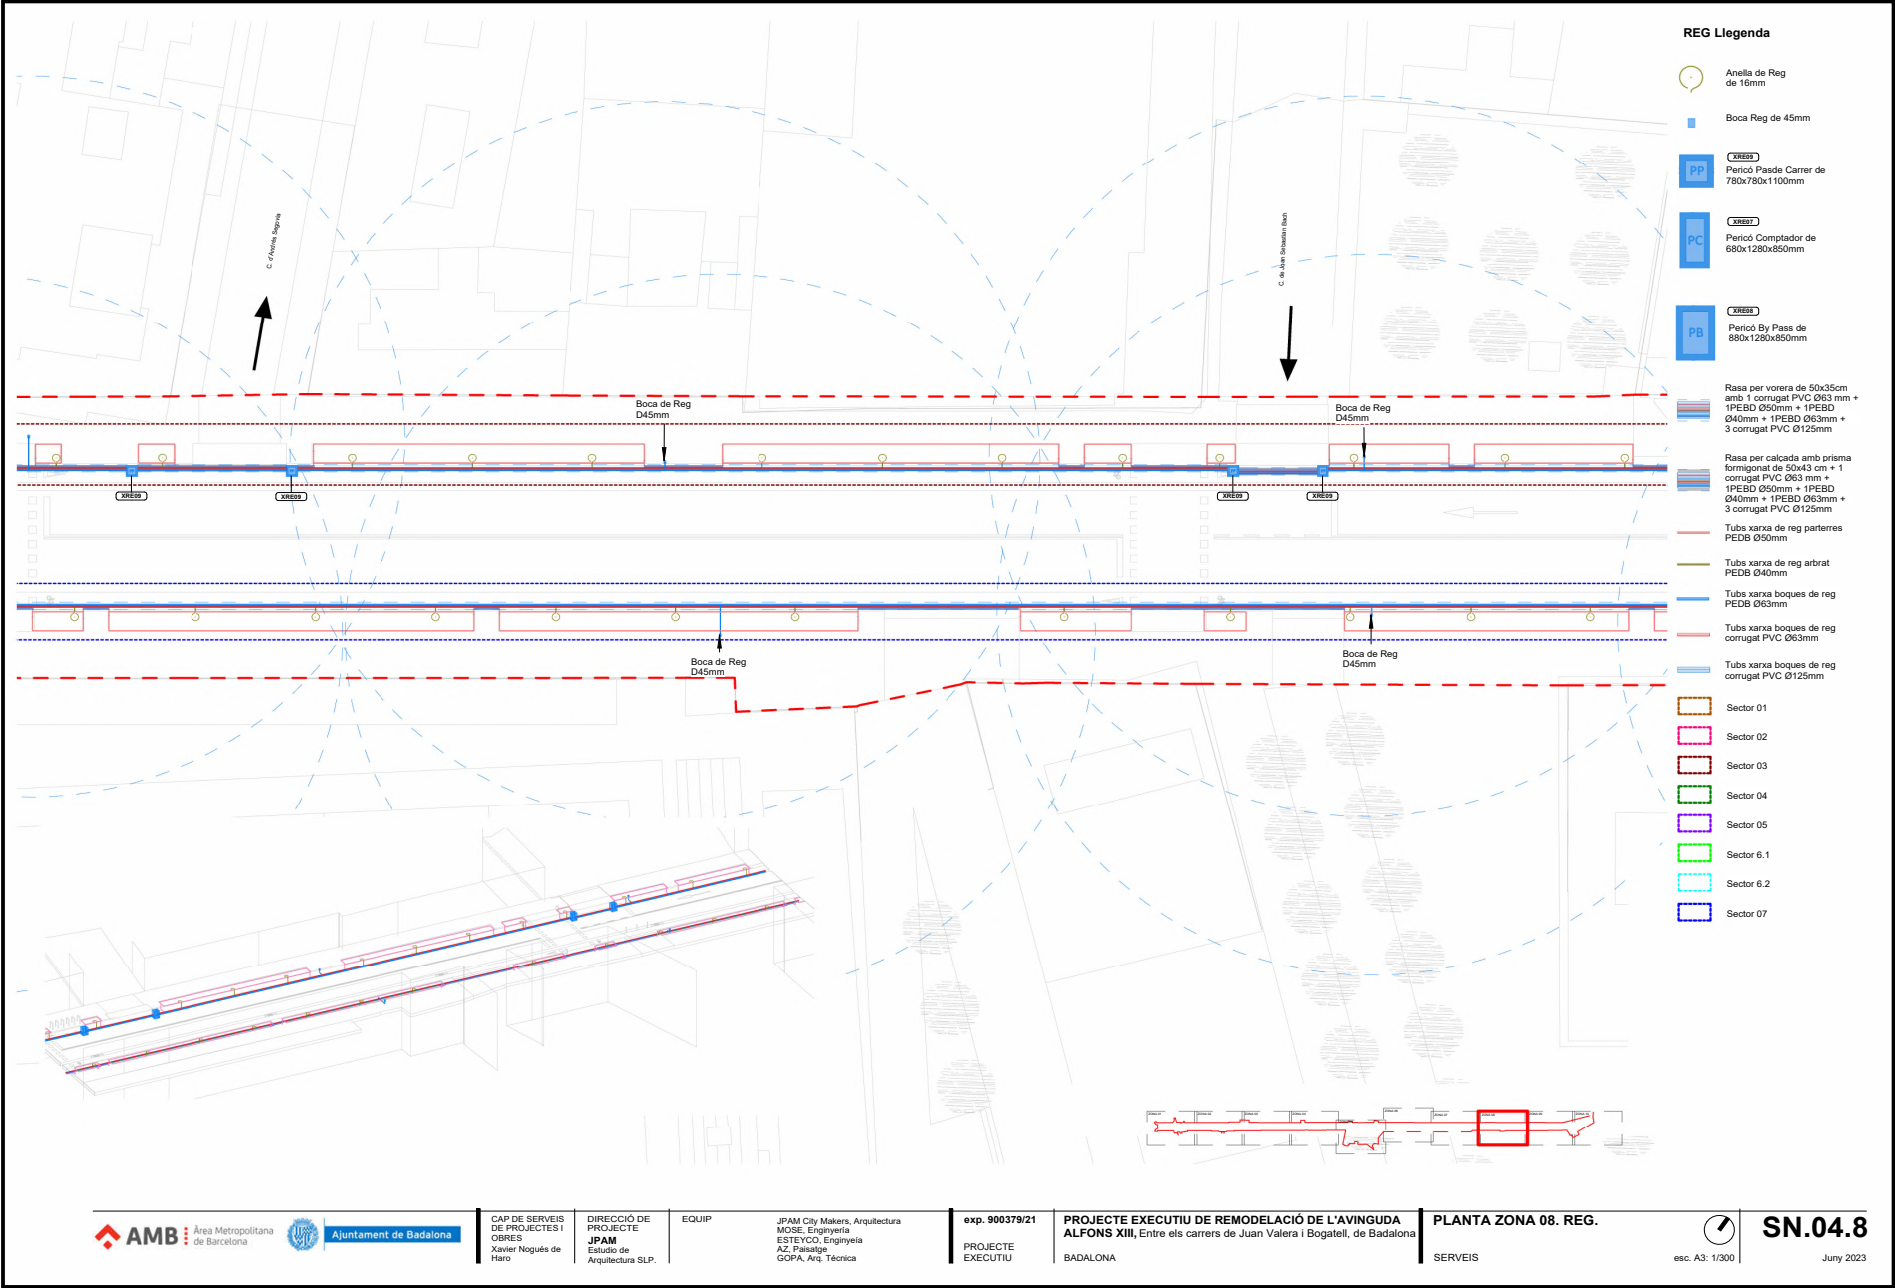 REG Llegenda
Anella de Reg
de 16mm
Boca Reg de 45mm
XRE09
PP
Pericó Pasde Carrer de
780x780x1100mm
XRE07
PC
Pericó Comptador de
680x1280x850mm
XRE08
PB
Pericó By Pass de
880x1280x850mm
Rasa per vorera de 50x35cm
amb 1 corrugat PVC Ø63 mm +
1PEBD Ø50mm + 1PEBD
Ø40mm + 1PEBD Ø63mm +
3 corrugat PVC Ø125mm
Rasa per calçada amb prisma
formigonat de 50x43 cm + 1
corrugat PVC Ø63 mm +
1PEBD Ø50mm + 1PEBD
Ø40mm + 1PEBD Ø63mm +
3 corrugat PVC Ø125mm
Tubs xarxa de reg parterres
PEDB Ø50mm
Tubs xarxa de reg arbrat
PEDB Ø40mm
Tubs xarxa boques de reg
PEDB Ø63mm
Tubs xarxa boques de reg
corrugat PVC Ø63mm
Tubs xarxa boques de reg
corrugat PVC Ø125mm
Sector 01
Sector 02
Sector 03
Sector 04
Sector 05
Sector 6.1
Sector 6.2
Sector 07
C. d'Andrés Segovia
C. de Joan Sebastian Bach
Boca de Reg
D45mm
Boca de Reg
D45mm
XRE09
XRE09
XRE09
XRE09
Boca de Reg
D45mm
Boca de Reg
D45mm
AMB
Àrea Metropolitana
de Barcelona
Ajuntament de Badalona
CAP DE SERVEIS
DE PROJECTES I
OBRES
Xavier Nogués de
Haro
DIRECCIÓ DE
PROJECTE
JPAM
Estudio de
Arquitectura SLP.
EQUIP
JPAM City Makers, Arquitectura
MOSE, Enginyería
ESTEYCO, Enginyeía
AZ, Paisatge
GOPA, Arq. Técnica
exp. 900379/21
PROJECTE
EXECUTIU
PROJECTE EXECUTIU DE REMODELACIÓ DE L'AVINGUDA
ALFONS XIII, Entre els carrers de Juan Valera i Bogatell, de Badalona
BADALONA
PLANTA ZONA 08. REG.
SERVEIS
esc. A3: 1/300
SN.04.8
Juny 2023